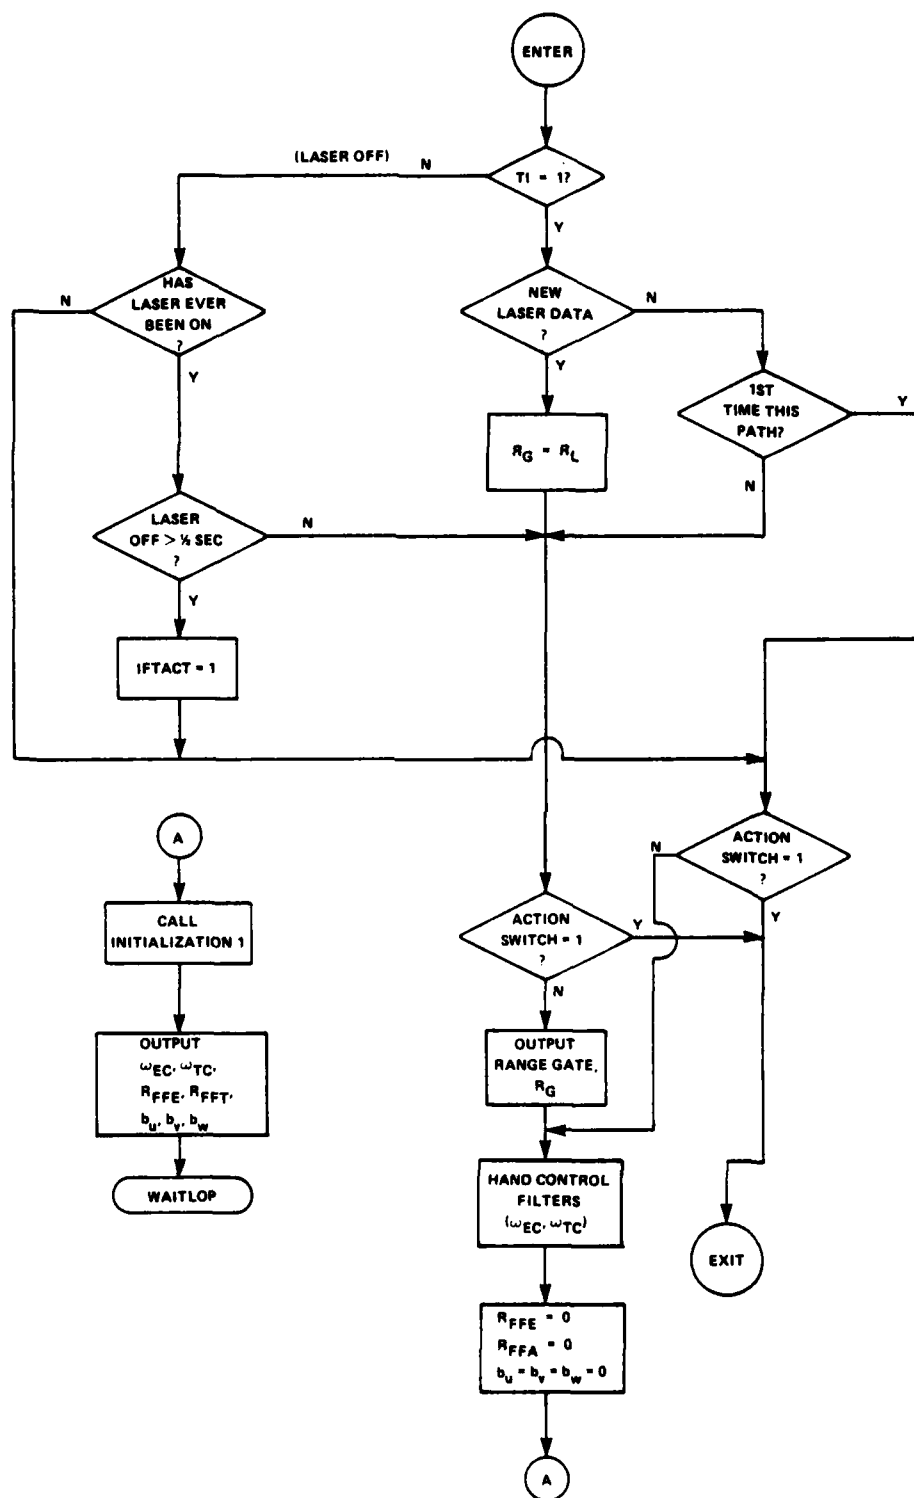 ENTER
(LASER OFF)
N
TI = 1?
Y
HAS
LASER EVER
BEEN ON
?
N
Y
NEW
LASER DATA
?
N
Y
1ST
TIME THIS
PATH?
Y
N
R_G = R_L
LASER
OFF > ½ SEC
?
N
Y
IFTACT = 1
A
CALL
INITIALIZATION 1
OUTPUT
ω_EC, ω_TC,
R_FFE, R_FFT,
b_u, b_v, b_w
WAITLOP
ACTION
SWITCH = 1
?
N
Y
ACTION
SWITCH = 1
?
Y
N
OUTPUT
RANGE GATE,
R_G
HAND CONTROL
FILTERS
(ω_EC, ω_TC)
EXIT
R_FFE = 0
R_FFA = 0
b_u = b_v = b_w = 0
A